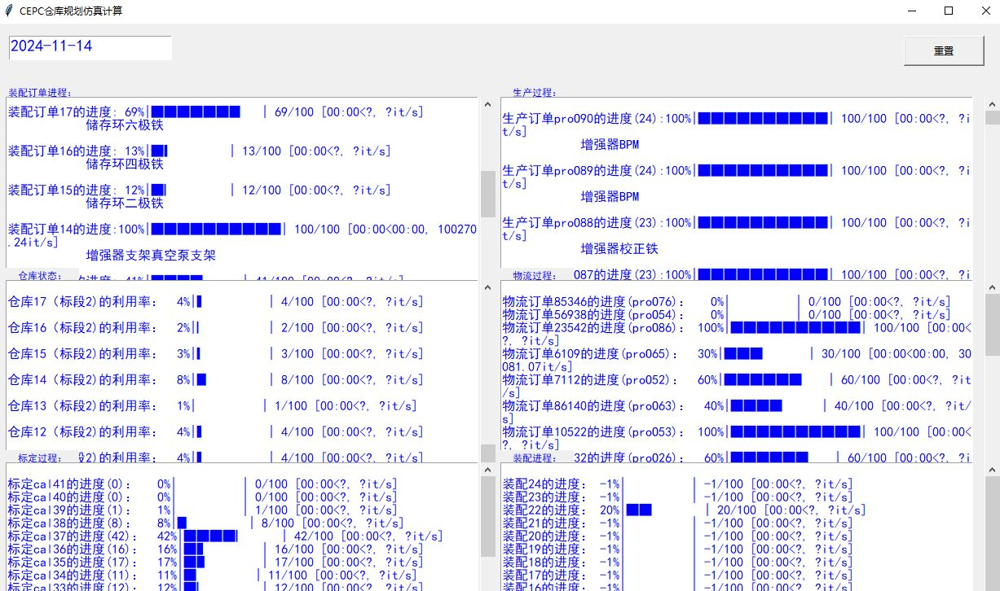 CEPC仓库规划仿真计算
2024-11-14
重置
装配订单进程：
装配订单17的进度: 69%|███████   | 69/100 [00:00<?, ?it/s]
储存环六极铁
装配订单16的进度: 13%|█▎        | 13/100 [00:00<?, ?it/s]
储存环四极铁
装配订单15的进度: 12%|█▏        | 12/100 [00:00<?, ?it/s]
储存环二极铁
装配订单14的进度:100%|██████████| 100/100 [00:00<00:00, 100270
.24it/s]
增强器支架真空泵支架
生产过程：
生产订单pro090的进度(24):100%|██████████| 100/100 [00:00<?, ?i
t/s]
增强器BPM
生产订单pro089的进度(24):100%|██████████| 100/100 [00:00<?, ?i
t/s]
增强器BPM
生产订单pro088的进度(23):100%|██████████| 100/100 [00:00<?, ?i
t/s]
增强器校正铁
087的进度(23):100%|██████████| 100/100 [00:00<?, ?i
仓库状态：
的进度: 41%|████      | 41/100 [00:00<?, ?it/s]
仓库17（标段2)的利用率：  4%|▍         | 4/100 [00:00<?, ?it/s]
仓库16（标段2)的利用率：  2%|▏         | 2/100 [00:00<?, ?it/s]
仓库15（标段2)的利用率：  3%|▎         | 3/100 [00:00<?, ?it/s]
仓库14（标段2)的利用率：  8%|▊         | 8/100 [00:00<?, ?it/s]
仓库13（标段2)的利用率：  1%|          | 1/100 [00:00<?, ?it/s]
仓库12（标段2)的利用率：  4%|▍         | 4/100 [00:00<?, ?it/s]
段2)的利用率：  4%|▍         | 4/100 [00:00<?, ?it/s]
物流过程：
物流订单85346的进度(pro076)：  0%|          | 0/100 [00:00<?, ?it/s]
物流订单56938的进度(pro054)：  0%|          | 0/100 [00:00<?, ?it/s]
物流订单23542的进度(pro086)： 100%|██████████| 100/100 [00:00<
?, ?it/s]
物流订单6109的进度(pro065)： 30%|███       | 30/100 [00:00<00:00, 30
081.07it/s]
物流订单7112的进度(pro052)： 60%|██████    | 60/100 [00:00<?, ?it
/s]
物流订单86140的进度(pro063)： 40%|████      | 40/100 [00:00<?, ?it/
s]
物流订单10522的进度(pro053)： 100%|██████████| 100/100 [00:00<
?, ?it/s]
32的进度(pro026)： 60%|██████    | 60/100 [00:00<?, ?it/
标定过程：
标定cal41的进度(0)：  0%|          | 0/100 [00:00<?, ?it/s]
标定cal40的进度(0)：  0%|          | 0/100 [00:00<?, ?it/s]
标定cal39的进度(1)：  1%|          | 1/100 [00:00<?, ?it/s]
标定cal38的进度(8)：  8%|▊         | 8/100 [00:00<?, ?it/s]
标定cal37的进度(42)： 42%|████▏     | 42/100 [00:00<?, ?it/s]
标定cal36的进度(16)： 16%|█▌        | 16/100 [00:00<?, ?it/s]
标定cal35的进度(17)： 17%|█▋        | 17/100 [00:00<?, ?it/s]
标定cal34的进度(11)： 11%|█         | 11/100 [00:00<?, ?it/s]
标定cal33的进度(12)： 12%|█▏        | 12/100 [00:00<?, ?it/s]
装配进程：
装配24的进度： -1%|          | -1/100 [00:00<?, ?it/s]
装配23的进度： -1%|          | -1/100 [00:00<?, ?it/s]
装配22的进度： 20%|██        | 20/100 [00:00<?, ?it/s]
装配21的进度： -1%|          | -1/100 [00:00<?, ?it/s]
装配20的进度： -1%|          | -1/100 [00:00<?, ?it/s]
装配19的进度： -1%|          | -1/100 [00:00<?, ?it/s]
装配18的进度： -1%|          | -1/100 [00:00<?, ?it/s]
装配17的进度： -1%|          | -1/100 [00:00<?, ?it/s]
装配16的进度： -1%|          | -1/100 [00:00<?, ?it/s]